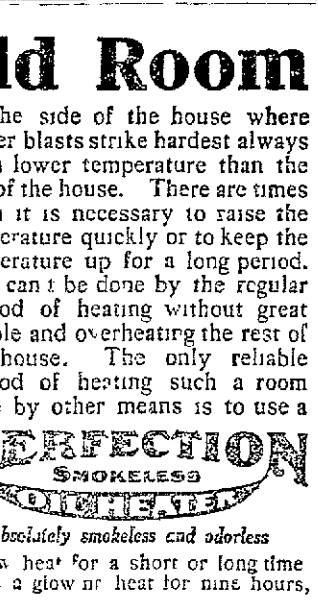 ld Room
he side of the house where
er blasts strike hardest always
lower temperature than the
of the house. There are times
it is necessary to raise the
erature quickly or to keep the
erature up for a long period.
can't be done by the regular
od of heating without great
ble and overheating the rest of
house. The only reliable
od of heating such a room
by other means is to use a
PERFECTION
SMOKELESS
OIL HEATER
bsolutely smokeless and odorless
heat for a short or long time
a glow of heat for nine hours,